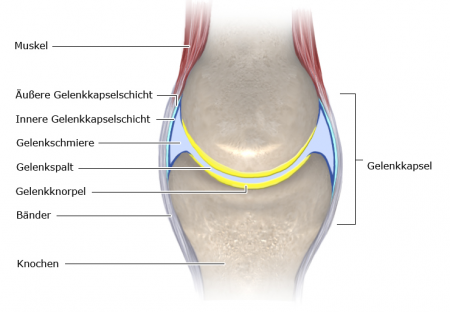 Muskel
Äußere Gelenkkapselschicht
Innere Gelenkkapselschicht
Gelenkschmiere
Gelenkspalt
Gelenkkapsel
Gelenkknorpel
Bänder
Knochen